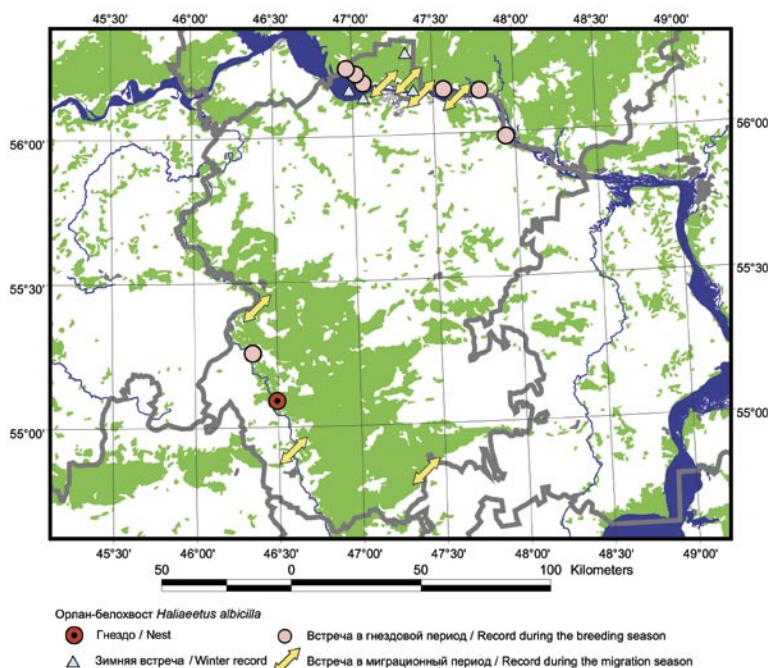 46°00' 46°30' 47°00' 47°30' 48°00' 48°30' 49°00'
56°00' 56°00'
55°30' 55°30'
55°00' 55°00'
45°30' 46°00' 46°30' 47°00' 47°30' 48°00' 48°30' 49°00'
50 0 50 100 Kilometers
Орлан-белохвост Haliaeetus albicilla
Гнездо / Nest Встреча в гнездовой период / Record during the breeding season
Зимняя встреча / Winter record Встреча в миграционный период / Record during the migration season